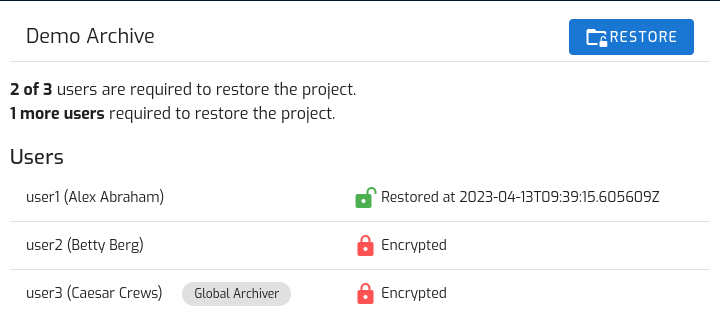 Demo Archive
RESTORE
2 of 3 users are required to restore the project.
1 more users required to restore the project.
Users
user1 (Alex Abraham) Restored at 2023-04-13T09:39:15.605609Z
user2 (Betty Berg) Encrypted
user3 (Caesar Crews) Global Archiver Encrypted